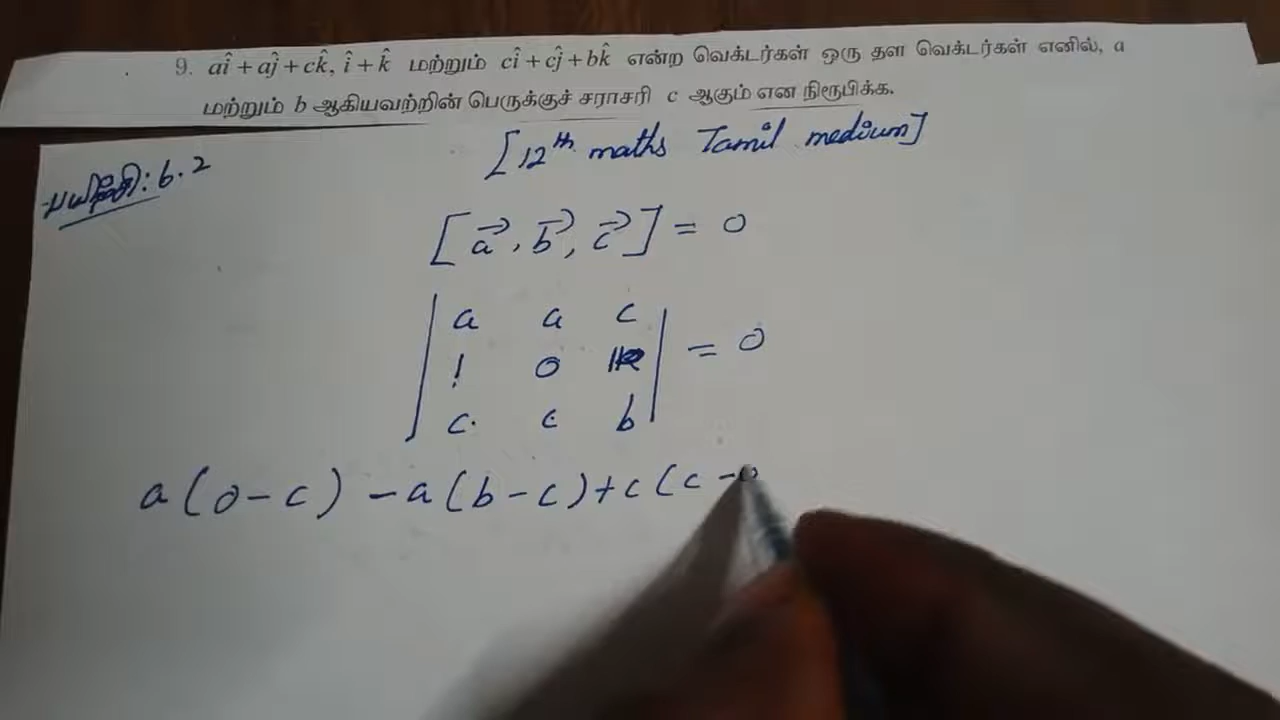 9. aî + aĵ + ck̂, î + k̂ மற்றும் cî + cĵ + bk̂ என்ற வெக்டர்கள் ஒரு தள வெக்டர்கள் எனில், a
மற்றும் b ஆகியவற்றின் பெருக்குச் சராசரி c ஆகும் என நிரூபிக்க.
[12th maths Tamil medium]
பயிற்சி: 6.2
[a⃗, b⃗, c⃗] = 0
| a a c |
| 1 0 1 | = 0
| c c b |
a(0-c) -a(b-c)+c(c-0